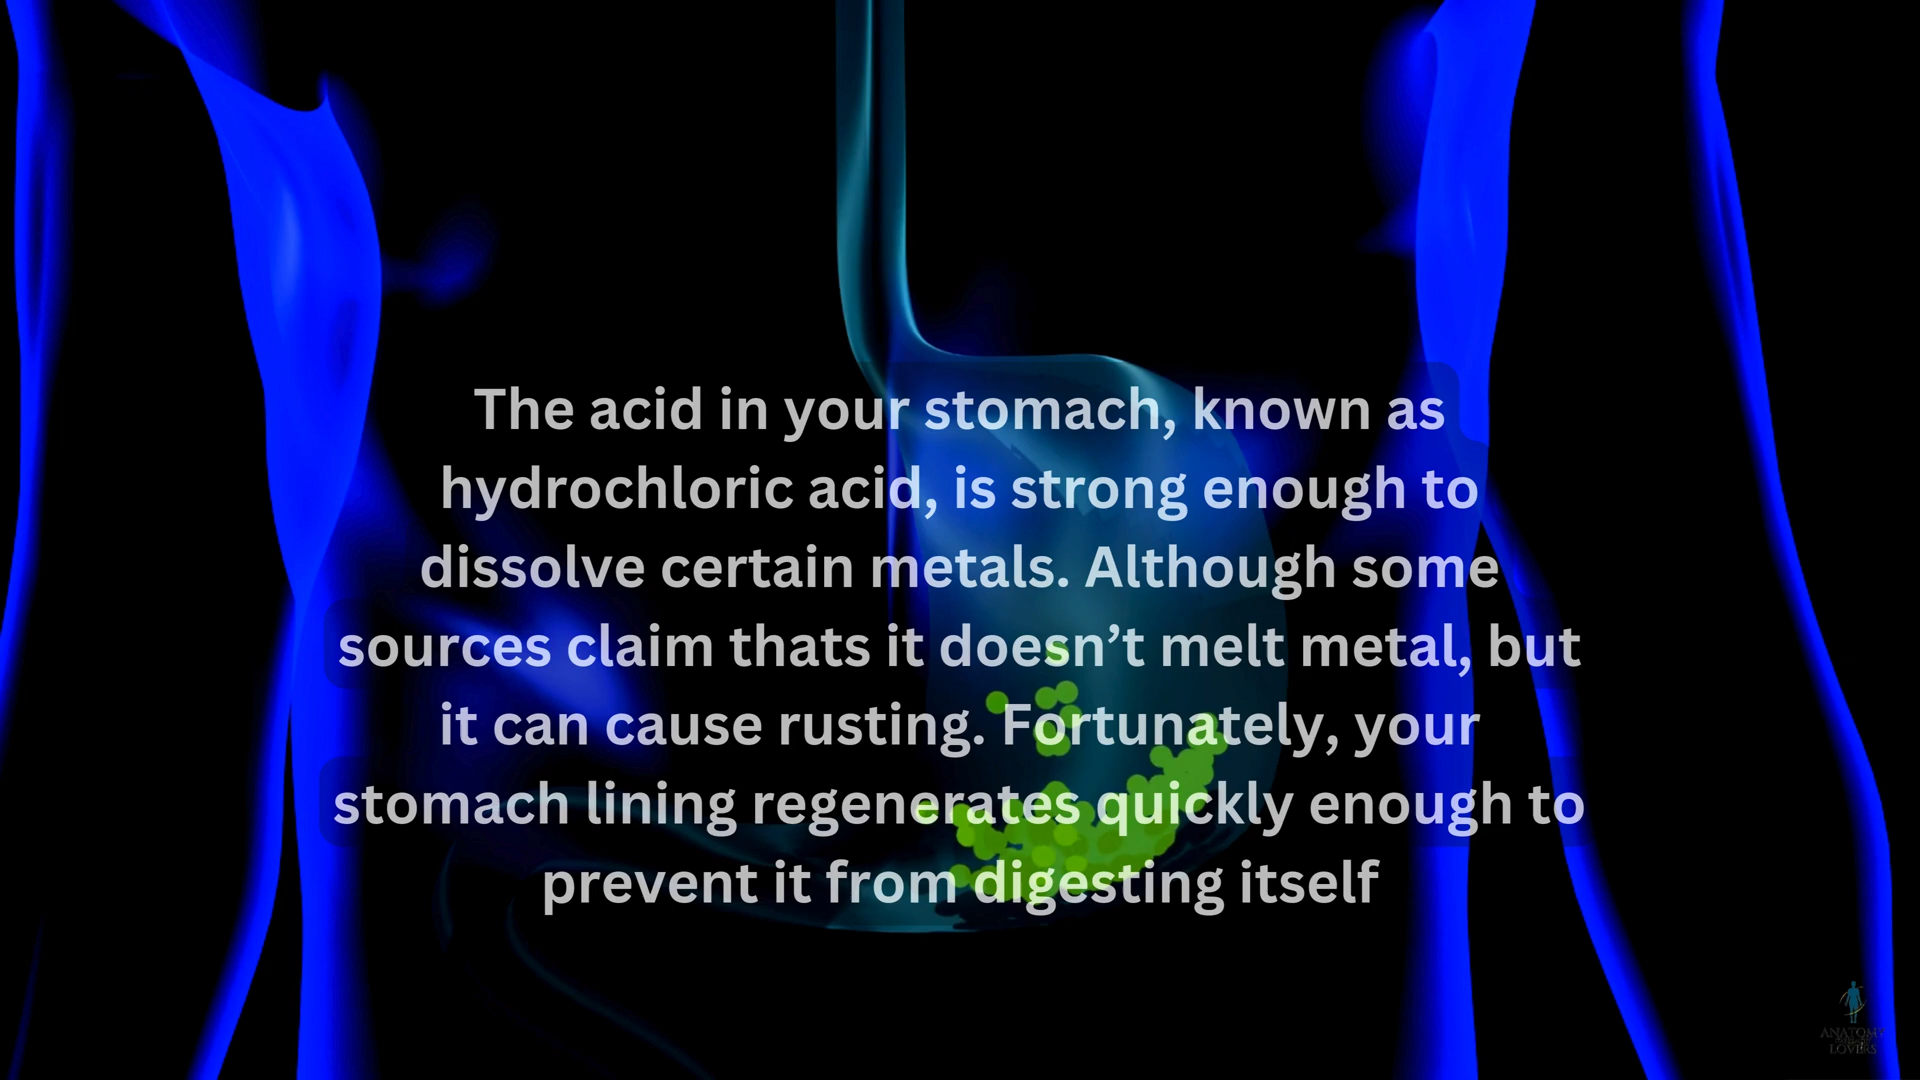 The acid in your stomach, known as
hydrochloric acid, is strong enough to
dissolve certain metals. Although some
sources claim thats it doesn’t melt metal, but
it can cause rusting. Fortunately, your
stomach lining regenerates quickly enough to
prevent it from digesting itself
ANATOMY
LOVERS